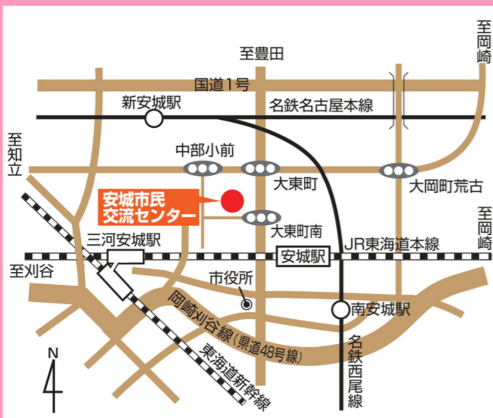 至岡崎
至豊田
国道1号
新安城駅
名鉄名古屋本線
至知立
中部小前
大東町
大岡町荒古
安城市民
交流センター
大東町南
至岡崎
三河安城駅
安城駅
JR東海道本線
至刈谷
市役所
岡崎刈谷線(県道48号線)
南安城駅
東海道新幹線
名鉄西尾線
N